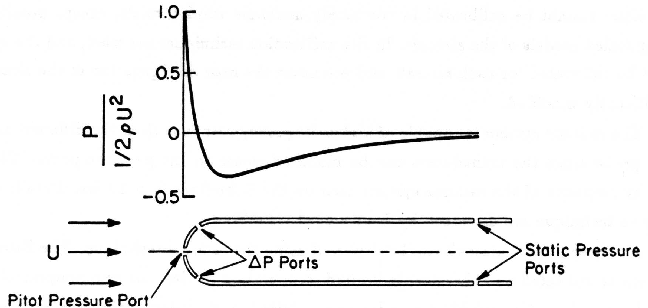 1.0
0.5
0
-0.5
P
1/2 ρU²
U
ΔP Ports
Static Pressure
Ports
Pitot Pressure Port